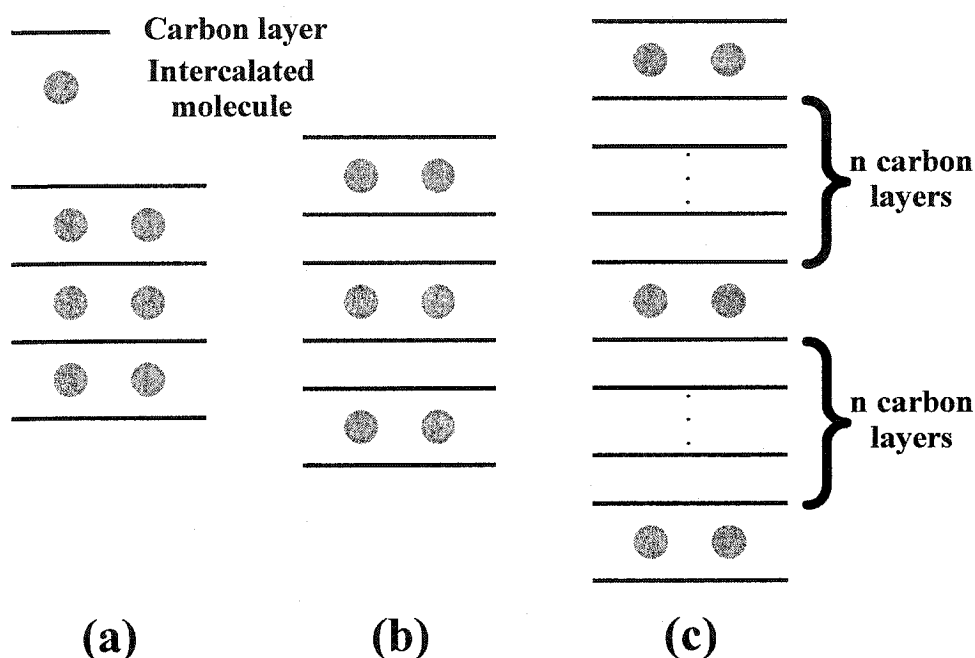 Carbon layer
Intercalated
molecule
n carbon
layers
n carbon
layers
(a)
(b)
(c)